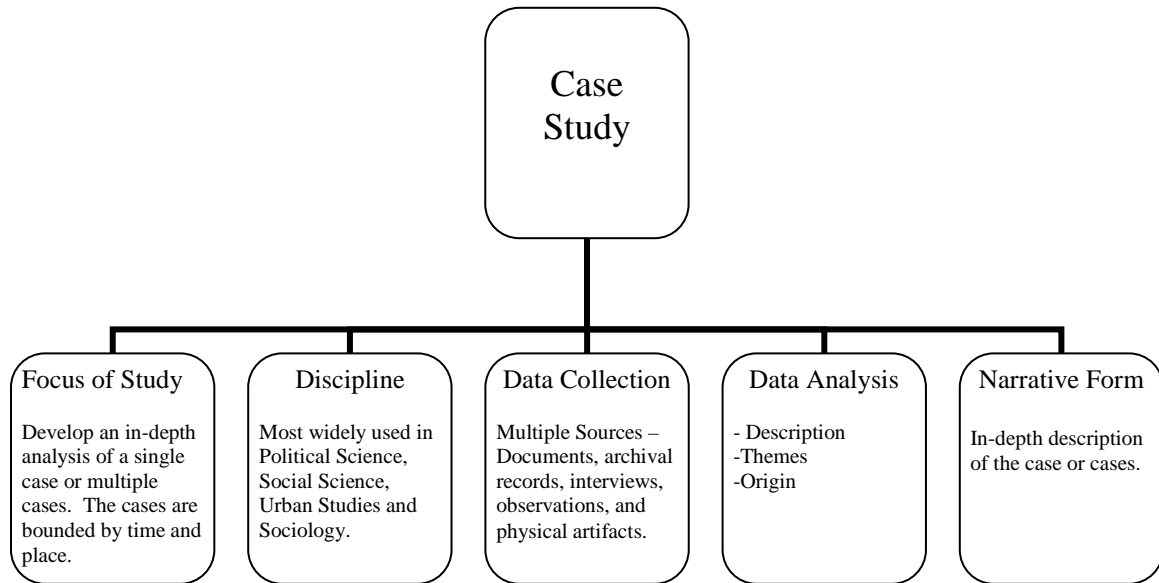 Case
Study
Focus of Study
Develop an in-depth
analysis of a single
case or multiple
cases.  The cases are
bounded by time and
place.
Discipline
Most widely used in
Political Science,
Social Science,
Urban Studies and
Sociology.
Data Collection
Multiple Sources –
Documents, archival
records, interviews,
observations, and
physical artifacts.
Data Analysis
- Description
-Themes
-Origin
Narrative Form
In-depth description
of the case or cases.